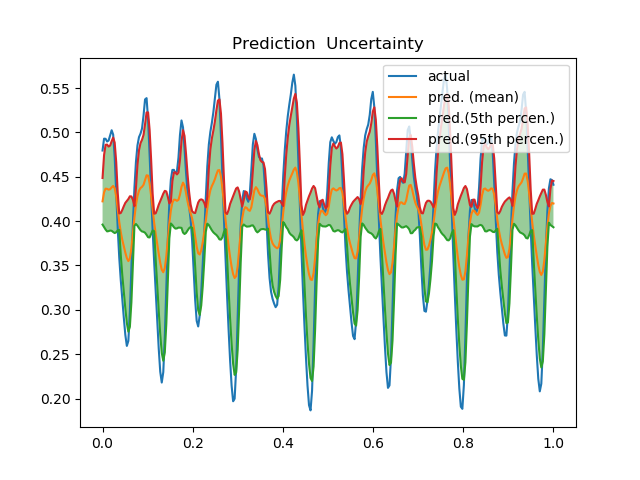 Prediction  Uncertainty
actual
pred. (mean)
pred.(5th percen.)
pred.(95th percen.)
0.55
0.50
0.45
0.40
0.35
0.30
0.25
0.20
0.0 0.2 0.4 0.6 0.8 1.0